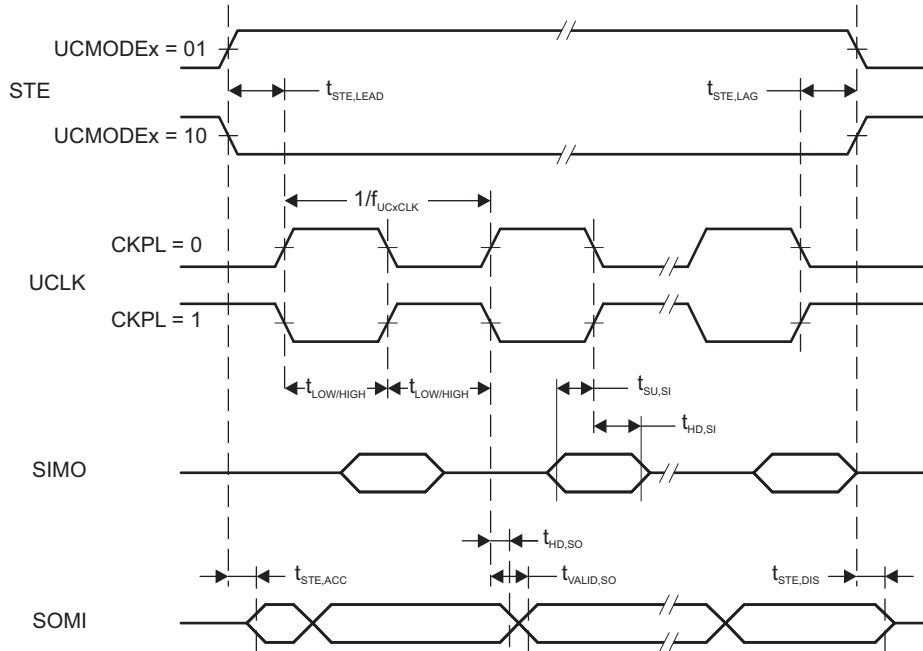 UCMODEx = 01
STE
t_STE,LEAD
t_STE,LAG
UCMODEx = 10
1/f_UCxCLK
CKPL = 0
UCLK
CKPL = 1
t_LOW/HIGH t_LOW/HIGH
t_SU,SI
t_HD,SI
SIMO
t_HD,SO
t_STE,ACC
t_VALID,SO
t_STE,DIS
SOMI